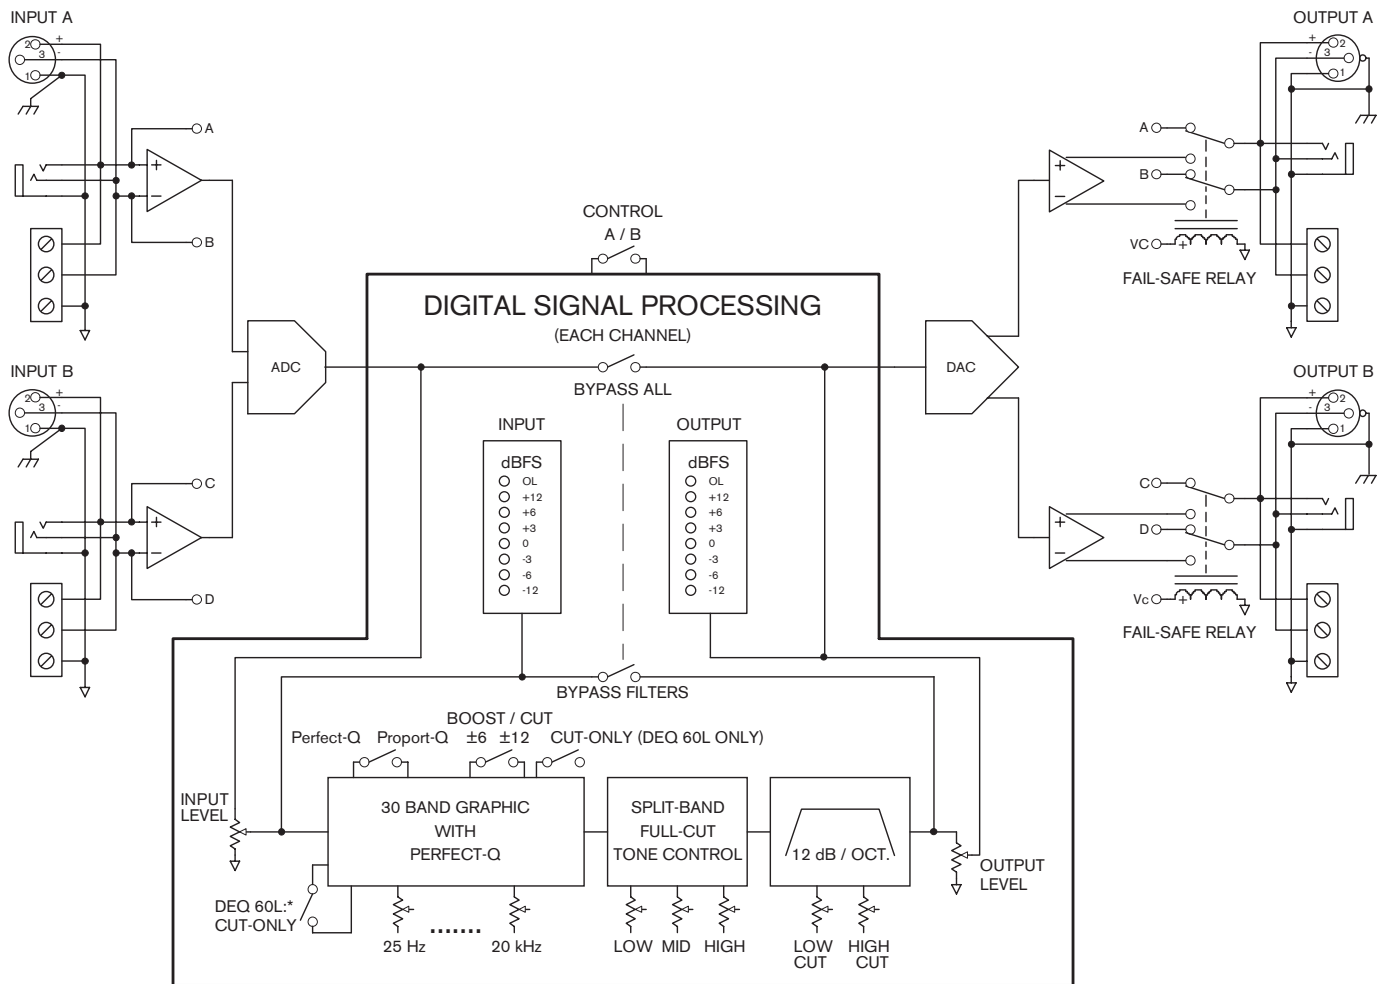 INPUT A
2
+
3
-
1
A
+
−
B
INPUT B
2
+
3
-
1
C
+
−
D
ADC
CONTROL
A / B
DIGITAL SIGNAL PROCESSING
(EACH CHANNEL)
BYPASS ALL
INPUT
dBFS
OL
+12
+6
+3
0
-3
-6
-12
OUTPUT
dBFS
OL
+12
+6
+3
0
-3
-6
-12
BYPASS FILTERS
BOOST / CUT
Perfect-Q Proport-Q ±6 ±12 CUT-ONLY (DEQ 60L ONLY)
INPUT
LEVEL
30 BAND GRAPHIC
WITH
PERFECT-Q
SPLIT-BAND
FULL-CUT
TONE CONTROL
12 dB / OCT.
OUTPUT
LEVEL
DEQ 60L:*
CUT-ONLY
25 Hz ....... 20 kHz
LOW MID HIGH
LOW
CUT
HIGH
CUT
DAC
OUTPUT A
+
2
-
3
1
A
+
B
−
VC
+
FAIL-SAFE RELAY
OUTPUT B
+
2
-
3
1
C
+
D
−
Vc
+
FAIL-SAFE RELAY